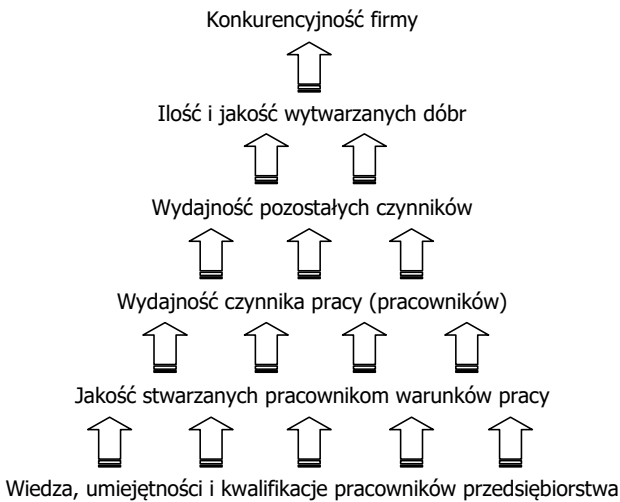 Konkurencyjność firmy
Ilość i jakość wytwarzanych dóbr
Wydajność pozostałych czynników
Wydajność czynnika pracy (pracowników)
Jakość stwarzanych pracownikom warunków pracy
Wiedza, umiejętności i kwalifikacje pracowników przedsiębiorstwa